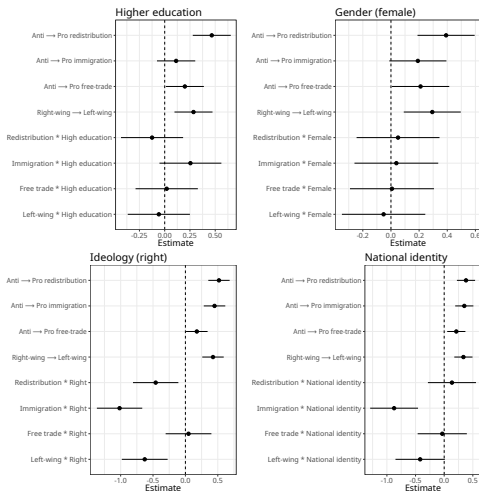 Higher education
Anti ⟶ Pro redistribution
Anti ⟶ Pro immigration
Anti ⟶ Pro free-trade
Right-wing ⟶ Left-wing
Redistribution * High education
Immigration * High education
Free trade * High education
Left-wing * High education
-0.25 0.00 0.25 0.50
Estimate
Gender (female)
Anti ⟶ Pro redistribution
Anti ⟶ Pro immigration
Anti ⟶ Pro free-trade
Right-wing ⟶ Left-wing
Redistribution * Female
Immigration * Female
Free trade * Female
Left-wing * Female
-0.2 0.0 0.2 0.4 0.6
Estimate
Ideology (right)
Anti ⟶ Pro redistribution
Anti ⟶ Pro immigration
Anti ⟶ Pro free-trade
Right-wing ⟶ Left-wing
Redistribution * Right
Immigration * Right
Free trade * Right
Left-wing * Right
-1.0 -0.5 0.0 0.5
Estimate
National identity
Anti ⟶ Pro redistribution
Anti ⟶ Pro immigration
Anti ⟶ Pro free-trade
Right-wing ⟶ Left-wing
Redistribution * National identity
Immigration * National identity
Free trade * National identity
Left-wing * National identity
-1.0 -0.5 0.0 0.5
Estimate